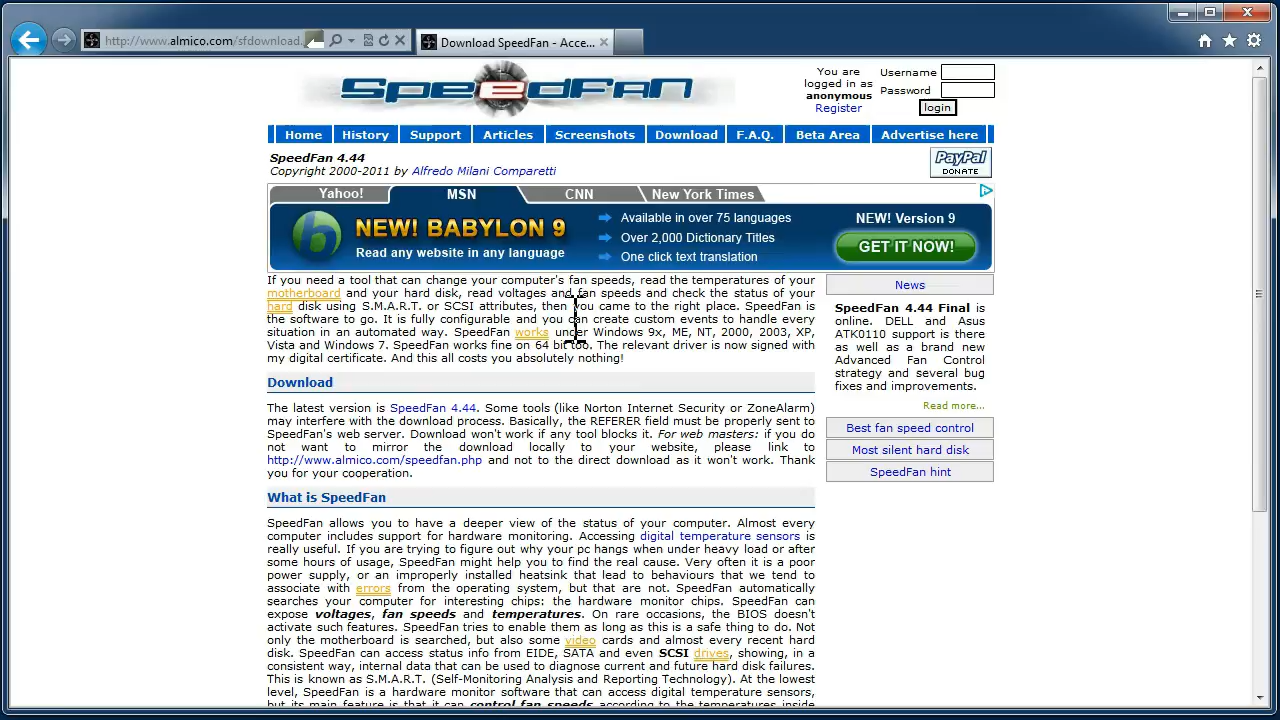 http://www.almico.com/sfdownload.
Download SpeedFan - Acce...
SpeedFan
You are logged in as anonymous
Register
Username
Password
login
Home History Support Articles Screenshots Download F.A.Q. Beta Area Advertise here
SpeedFan 4.44
Copyright 2000-2011 by Alfredo Milani Comparetti
PayPal
DONATE
Yahoo! MSN CNN New York Times
NEW! BABYLON 9
Read any website in any language
Available in over 75 languages
Over 2,000 Dictionary Titles
One click text translation
NEW! Version 9
GET IT NOW!
If you need a tool that can change your computer's fan speeds, read the temperatures of your
motherboard and your hard disk, read voltages and fan speeds and check the status of your
hard disk using S.M.A.R.T. or SCSI attributes, then you came to the right place. SpeedFan is
the software to go. It is fully configurable and you can create custom events to handle every
situation in an automated way. SpeedFan works under Windows 9x, ME, NT, 2000, 2003, XP,
Vista and Windows 7. SpeedFan works fine on 64 bit too. The relevant driver is now signed with
my digital certificate. And this all costs you absolutely nothing!
Download
The latest version is SpeedFan 4.44. Some tools (like Norton Internet Security or ZoneAlarm)
may interfere with the download process. Basically, the REFERER field must be properly sent to
SpeedFan's web server. Download won't work if any tool blocks it. For web masters: if you do
not want to mirror the download locally to your website, please link to
http://www.almico.com/speedfan.php and not to the direct download as it won't work. Thank
you for your cooperation.
What is SpeedFan
SpeedFan allows you to have a deeper view of the status of your computer. Almost every
computer includes support for hardware monitoring. Accessing digital temperature sensors is
really useful. If you are trying to figure out why your pc hangs when under heavy load or after
some hours of usage, SpeedFan might help you to find the real cause. Very often it is a poor
power supply, or an improperly installed heatsink that lead to behaviours that we tend to
associate with errors from the operating system, but that are not. SpeedFan automatically
searches your computer for interesting chips: the hardware monitor chips. SpeedFan can
expose voltages, fan speeds and temperatures. On rare occasions, the BIOS doesn't
activate such features. SpeedFan tries to enable them as long as this is a safe thing to do. Not
only the motherboard is searched, but also some video cards and almost every recent hard
disk. SpeedFan can access status info from EIDE, SATA and even SCSI drives, showing, in a
consistent way, internal data that can be used to diagnose current and future hard disk failures.
This is known as S.M.A.R.T. (Self-Monitoring Analysis and Reporting Technology). At the lowest
level, SpeedFan is a hardware monitor software that can access digital temperature sensors,
but its main feature is that it can control fan speeds according to the temperatures inside
News
SpeedFan 4.44 Final is
online. DELL and Asus
ATK0110 support is there
as well as a brand new
Advanced Fan Control
strategy and several bug
fixes and improvements.
Read more...
Best fan speed control
Most silent hard disk
SpeedFan hint